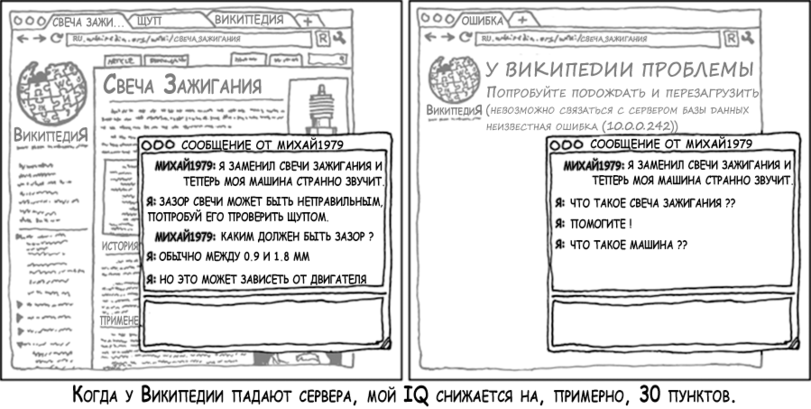 СВЕЧА ЗАЖИ...
ЩУПТ
ВИКИПЕДИЯ
+
RU.wikipedia.org/wiki/СВЕЧА_ЗАЖИГАНИЯ
R
СВЕЧА ЗАЖИГАНИЯ
ВИКИПЕДИЯ
СООБЩЕНИЕ ОТ МИХАЙ1979
МИХАЙ1979: Я ЗАМЕНИЛ СВЕЧИ ЗАЖИГАНИЯ И
ТЕПЕРЬ МОЯ МАШИНА СТРАННО ЗВУЧИТ.
Я: ЗАЗОР СВЕЧИ МОЖЕТ БЫТЬ НЕПРАВИЛЬНЫМ,
ПОПРОБУЙ ЕГО ПРОВЕРИТЬ ЩУПОМ.
МИХАЙ1979: КАКИМ ДОЛЖЕН БЫТЬ ЗАЗОР ?
Я: ОБЫЧНО МЕЖДУ 0.9 И 1.8 ММ
Я: НО ЭТО МОЖЕТ ЗАВИСЕТЬ ОТ ДВИГАТЕЛЯ
ИСТОРИЯ
ПРИМЕНЕ
ОШИБКА
+
RU.wikipedia.org/wiki/СВЕЧА_ЗАЖИГАНИЯ
R
ВИКИПЕДИЯ
У ВИКИПЕДИИ ПРОБЛЕМЫ
ПОПРОБУЙТЕ ПОДОЖДАТЬ И ПЕРЕЗАГРУЗИТЬ
(НЕВОЗМОЖНО СВЯЗАТЬСЯ С СЕРВЕРОМ БАЗЫ ДАННЫХ
НЕИЗВЕСТНАЯ ОШИБКА (10.0.0.242))
СООБЩЕНИЕ ОТ МИХАЙ1979
МИХАЙ1979: Я ЗАМЕНИЛ СВЕЧИ ЗАЖИГАНИЯ И
ТЕПЕРЬ МОЯ МАШИНА СТРАННО ЗВУЧИТ.
Я: ЧТО ТАКОЕ СВЕЧА ЗАЖИГАНИЯ ??
Я: ПОМОГИТЕ !
Я: ЧТО ТАКОЕ МАШИНА ??
КОГДА У ВИКИПЕДИИ ПАДАЮТ СЕРВЕРА, МОЙ IQ СНИЖАЕТСЯ НА, ПРИМЕРНО, 30 ПУНКТОВ.